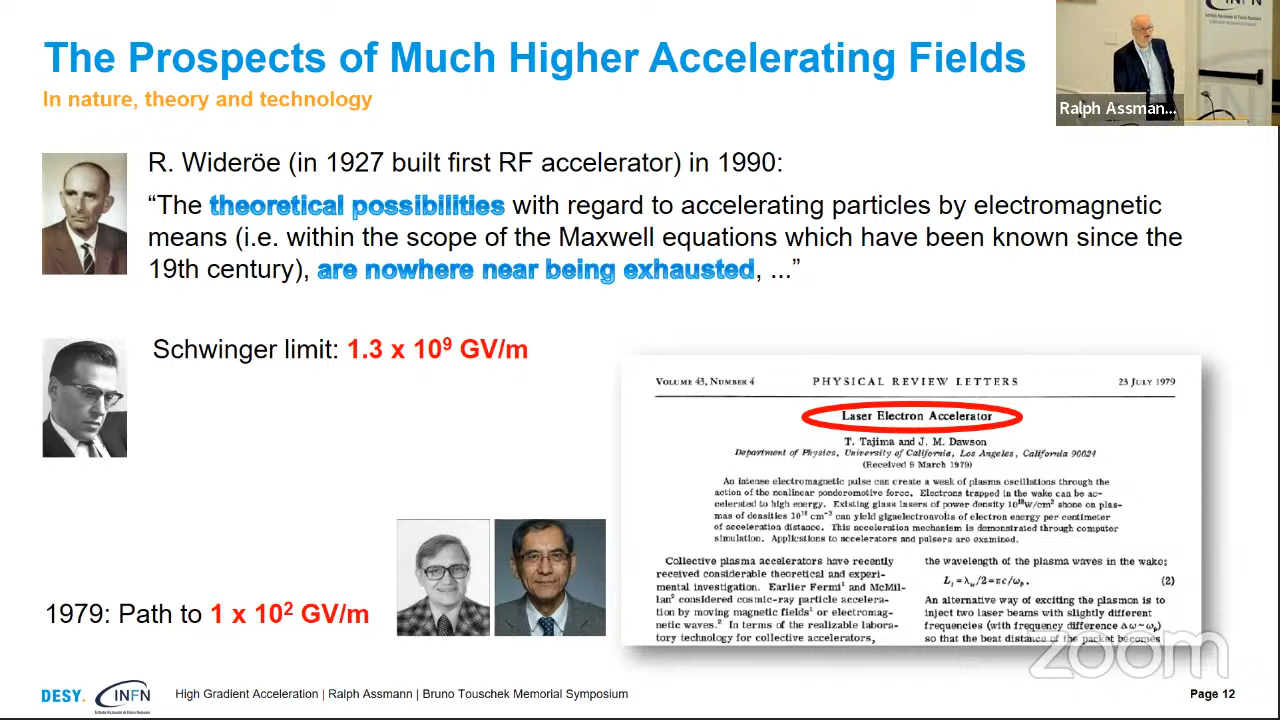 The Prospects of Much Higher Accelerating Fields
In nature, theory and technology
INFN
Ralph Assman...
R. Wideröe (in 1927 built first RF accelerator) in 1990:
“The theoretical possibilities with regard to accelerating particles by electromagnetic
means (i.e. within the scope of the Maxwell equations which have been known since the
19th century), are nowhere near being exhausted, ...”
Schwinger limit: 1.3 x 10⁹ GV/m
VOLUME 43, NUMBER 4 PHYSICAL REVIEW LETTERS 23 JULY 1979
Laser Electron Accelerator
T. Tajima and J. M. Dawson
Department of Physics, University of California, Los Angeles, California 90024
(Received 9 March 1979)
An intense electromagnetic pulse can create a weak of plasma oscillations through the
action of the nonlinear ponderomotive force. Electrons trapped in the wake can be ac-
celerated to high energy. Existing glass lasers of power density 10¹⁸W/cm² shone on plas-
mas of densities 10¹⁸ cm⁻³ can yield gigaelectronvolts of electron energy per centimeter
of acceleration distance. This acceleration mechanism is demonstrated through computer
simulation. Applications to accelerators and pulsers are examined.
Collective plasma accelerators have recently
received considerable theoretical and experi-
mental investigation. Earlier Fermi¹ and McMil-
lan² considered cosmic-ray particle accelera-
tion by moving magnetic fields¹ or electromag-
netic waves.² In terms of the realizable labora-
tory technology for collective accelerators,
the wavelength of the plasma waves in the wake:
Lₜ = λw/2 = πc/ωp. (2)
An alternative way of exciting the plasmon is to
inject two laser beams with slightly different
frequencies (with frequency difference Δω ~ ωp)
so that the beat distance of the packet becomes
1979: Path to 1 x 10² GV/m
zoom
DESY. INFN
High Gradient Acceleration | Ralph Assmann | Bruno Touschek Memorial Symposium
Page 12